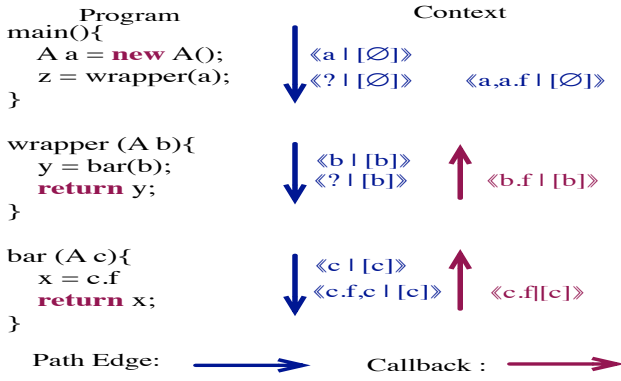 Program Context
main(){
A a = new A(); ⟪a | [∅]⟫
z = wrapper(a); ⟪? | [∅]⟫ ⟪a,a.f | [∅]⟫
}
wrapper (A b){
y = bar(b); ⟪b | [b]⟫
return y; ⟪? | [b]⟫ ⟪b.f | [b]⟫
}
bar (A c){
x = c.f ⟪c | [c]⟫
return x; ⟪c.f,c | [c]⟫ ⟪c.f|[c]⟫
}
Path Edge: Callback :